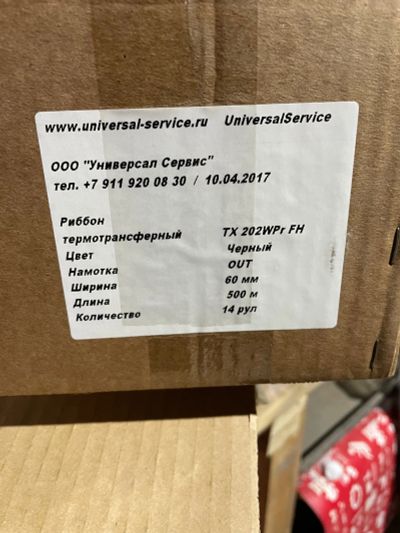 www.universal-service.ru UniversalService
ООО "Универсал Сервис"
тел. +7 911 920 08 30 / 10.04.2017
Риббон
термотрансферный TX 202WPr FH
Цвет Черный
Намотка OUT
Ширина 60 мм
Длина 500 м
Количество 14 рул